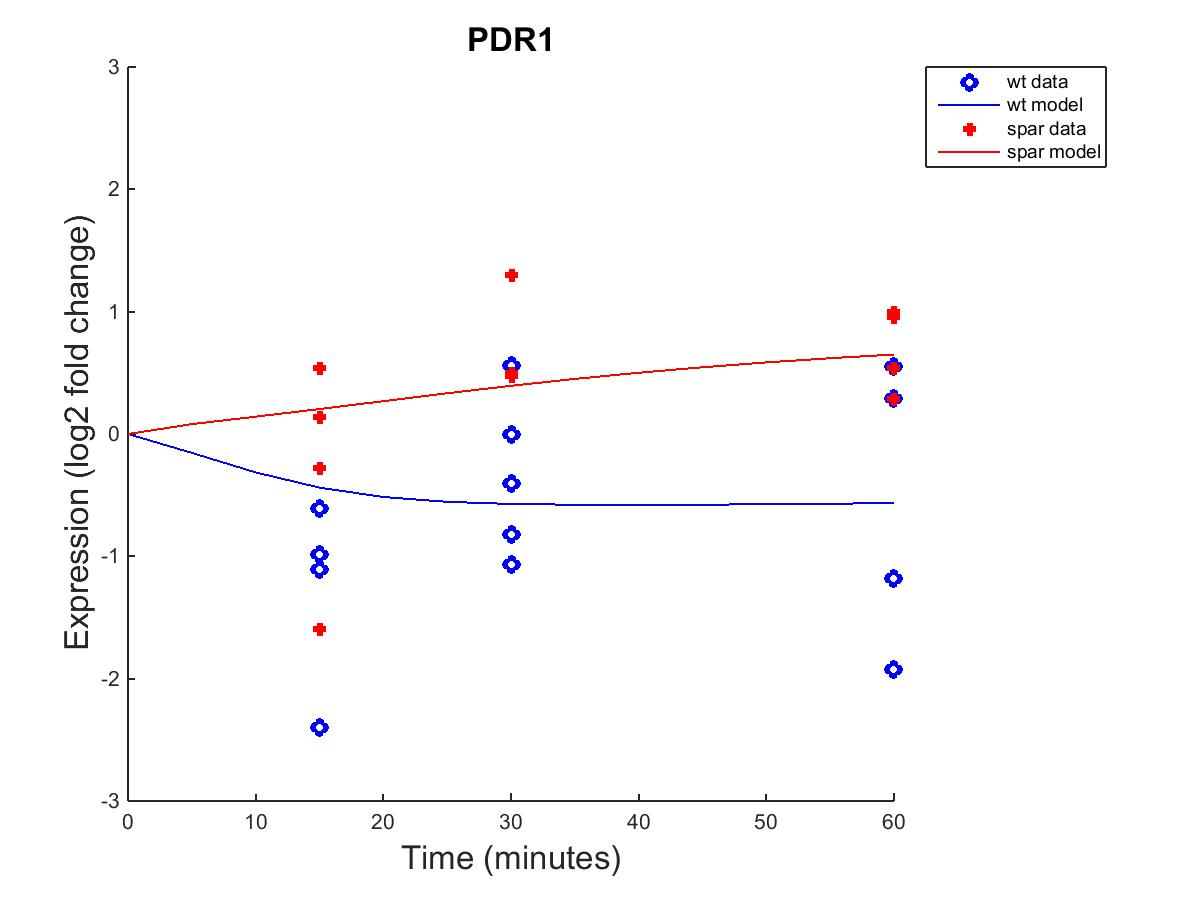 PDR1
wt data
wt model
spar data
spar model
3
2
1
0
-1
-2
-3
Expression (log2 fold change)
0 10 20 30 40 50 60
Time (minutes)